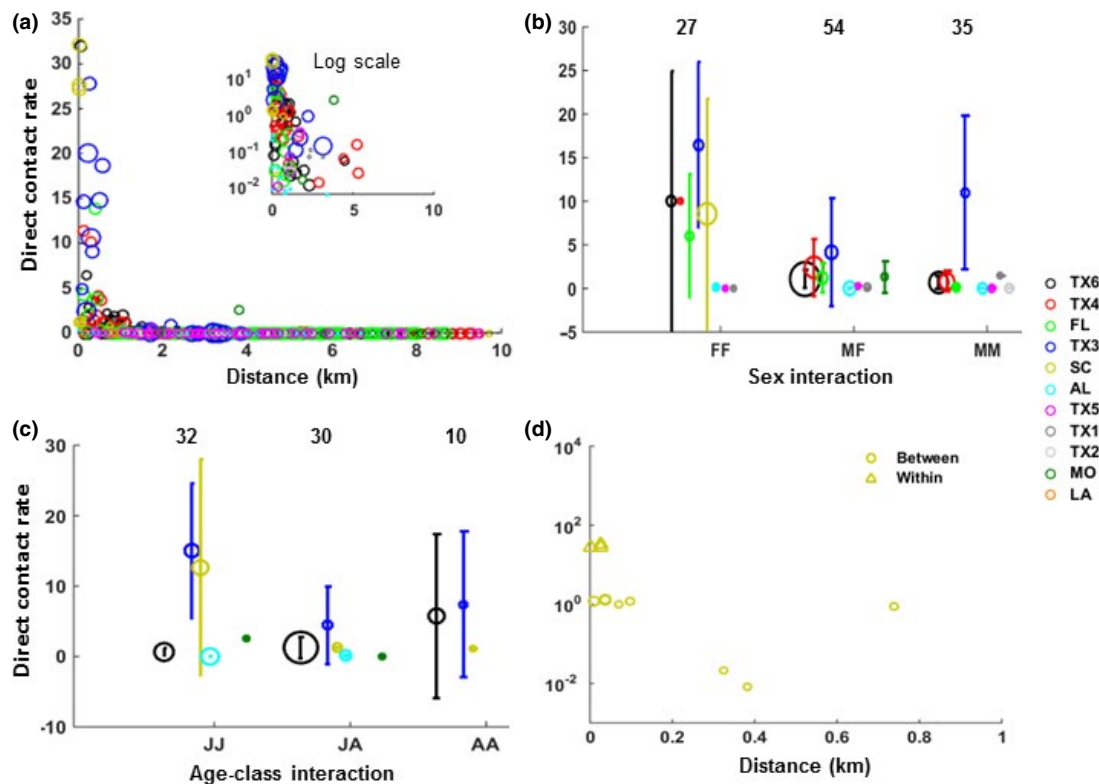 (a)
35
30
25
20
15
10
5
0
Direct contact rate
0 2 4 6 8 10
Distance (km)
Log scale
10^1
10^0
10^-1
10^-2
0 5 10
(b)
27 54 35
30
25
20
15
10
5
0
-5
FF MF MM
Sex interaction
TX6
TX4
FL
TX3
SC
AL
TX5
TX1
TX2
MO
LA
(c)
32 30 10
30
20
10
0
-10
Direct contact rate
JJ JA AA
Age-class interaction
(d)
10^4
10^2
10^0
10^-2
10^-4
Between
Within
0 0.2 0.4 0.6 0.8 1
Distance (km)